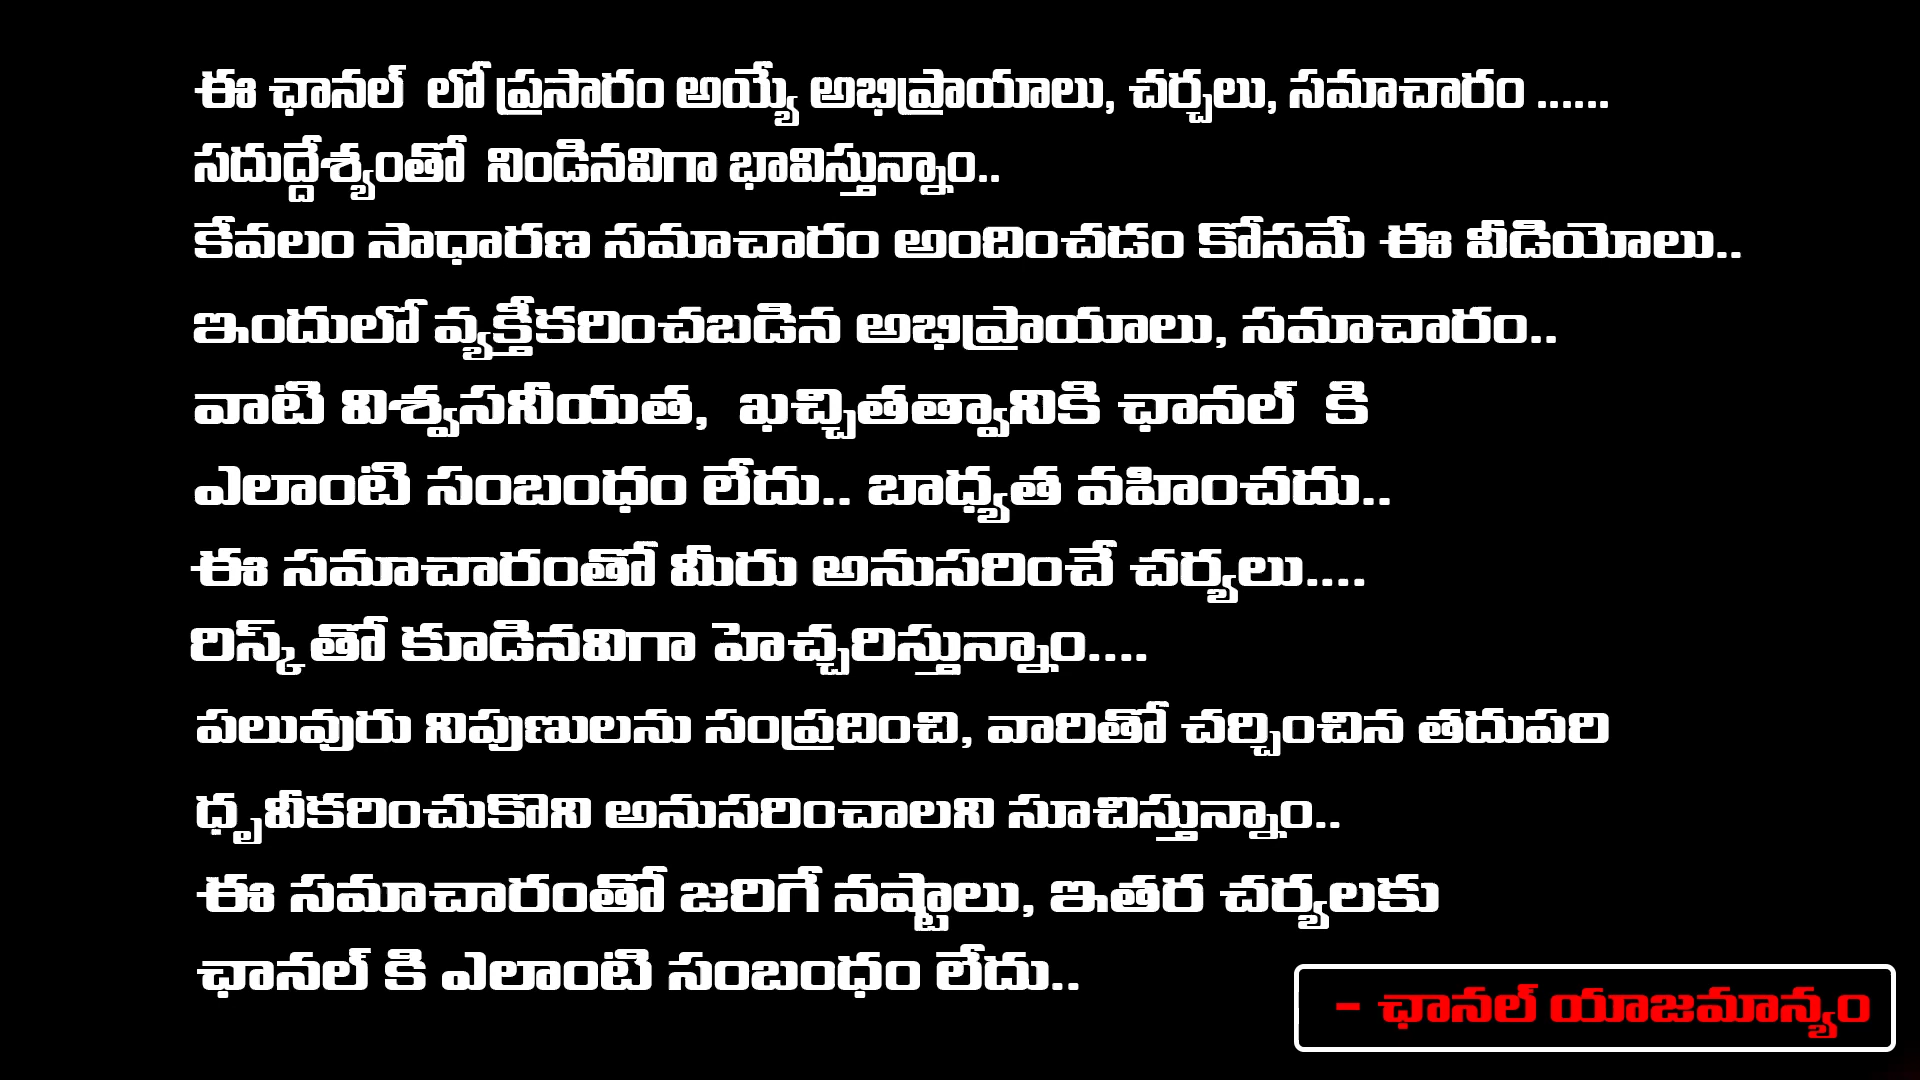 ఈ ఛానల్ లో ప్రసారం అయ్యే అభిప్రాయాలు, చర్చలు, సమాచారం ......
సదుద్దేశ్యంతో నిండినవిగా భావిస్తున్నాం..
కేవలం సాధారణ సమాచారం అందించడం కోసమే ఈ వీడియోలు..
ఇందులో వ్యక్తీకరించబడిన అభిప్రాయాలు, సమాచారం..
వాటి విశ్వసనీయత, ఖచ్చితత్వానికి ఛానల్ కి
ఎలాంటి సంబంధం లేదు.. బాధ్యత వహించదు..
ఈ సమాచారంతో మీరు అనుసరించే చర్యలు....
రిస్క్ తో కూడినవిగా హెచ్చరిస్తున్నాం....
పలువురు నిపుణులను సంప్రదించి, వారితో చర్చించిన తదుపరి
ధృవీకరించుకొని అనుసరించాలని సూచిస్తున్నాం..
ఈ సమాచారంతో జరిగే నష్టాలు, ఇతర చర్యలకు
ఛానల్ కి ఎలాంటి సంబంధం లేదు..
- ఛానల్ యాజమాన్యం